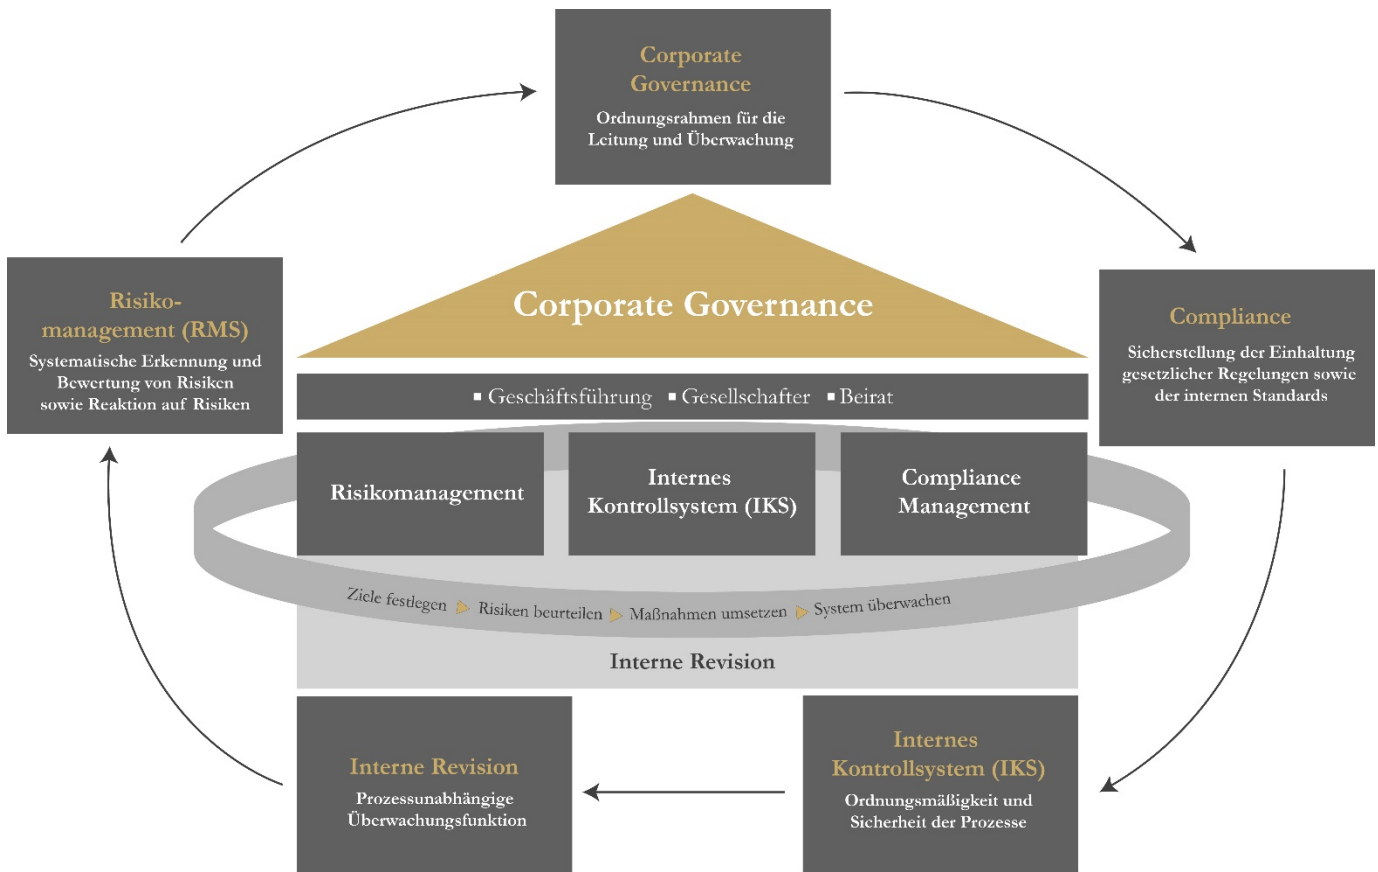 Corporate
Governance
Ordnungsrahmen für die
Leitung und Überwachung
Risiko-
management (RMS)
Systematische Erkennung und
Bewertung von Risiken
sowie Reaktion auf Risiken
Corporate Governance
Compliance
Sicherstellung der Einhaltung
gesetzlicher Regelungen sowie
der internen Standards
▪ Geschäftsführung ▪ Gesellschafter ▪ Beirat
Risikomanagement
Internes
Kontrollsystem (IKS)
Compliance
Management
Ziele festlegen ▶ Risiken beurteilen ▶ Maßnahmen umsetzen ▶ System überwachen
Interne Revision
Interne Revision
Prozessunabhängige
Überwachungsfunktion
Internes
Kontrollsystem (IKS)
Ordnungsmäßigkeit und
Sicherheit der Prozesse